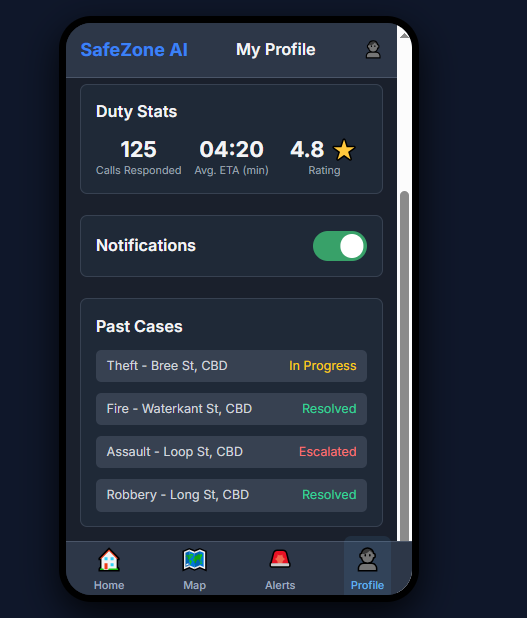 SafeZone AI My Profile
Duty Stats
125 04:20 4.8 ⭐
Calls Responded Avg. ETA (min) Rating
Notifications
Past Cases
Theft - Bree St, CBD In Progress
Fire - Waterkant St, CBD Resolved
Assault - Loop St, CBD Escalated
Robbery - Long St, CBD Resolved
Home Map Alerts Profile